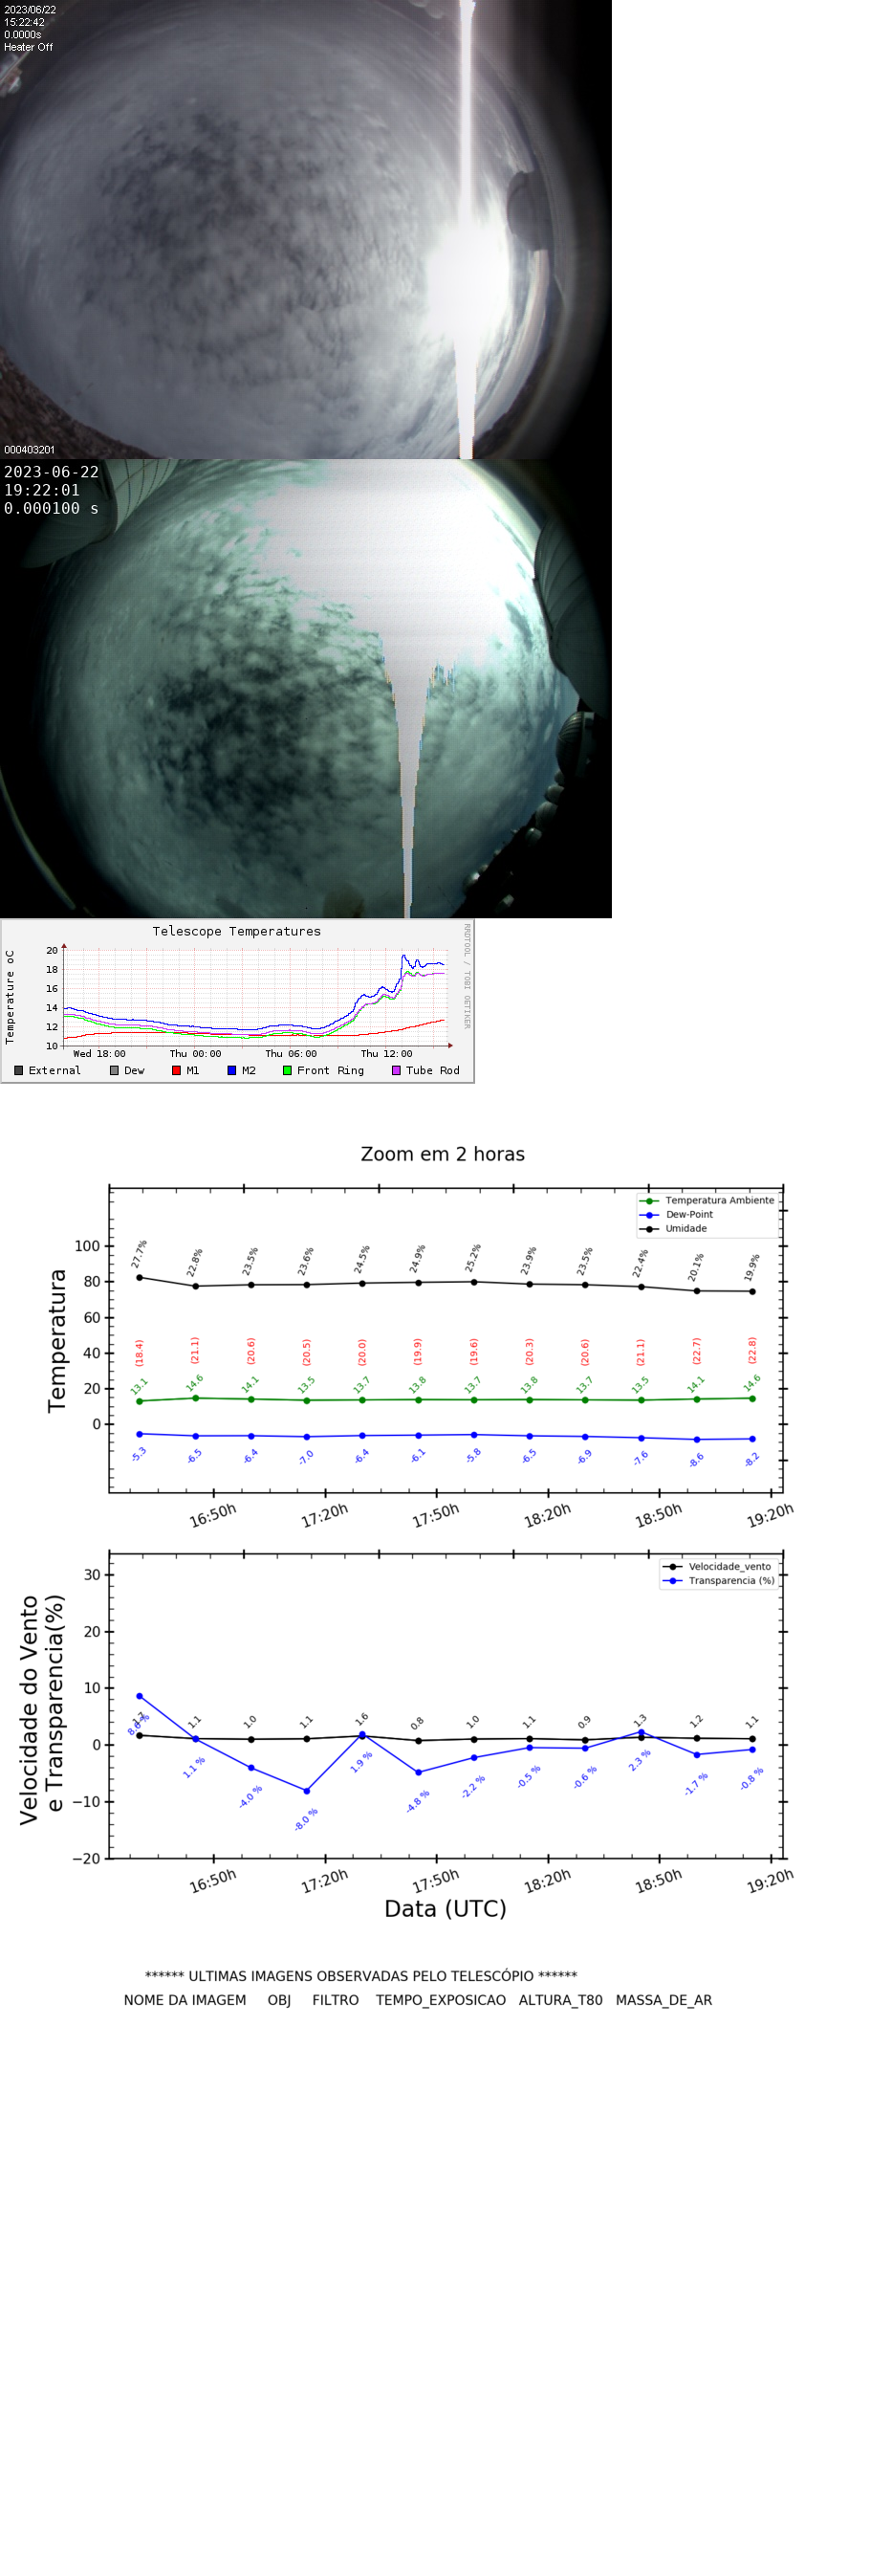 2023/06/22
15:22:42
0.0000s
Heater Off
000403201
2023-06-22
19:22:01
0.000100 s
Telescope Temperatures
RRDTOOL / TOBI OETIKER
Temperature oC
20
18
16
14
12
10
Wed 18:00 Thu 00:00 Thu 06:00 Thu 12:00
External Dew M1 M2 Front Ring Tube Rod
Zoom em 2 horas
Temperatura Ambiente
Dew-Point
Umidade
Temperatura
100
80
60
40
20
0
27.7% 22.8% 23.5% 23.6% 24.5% 24.9% 25.2% 23.9% 23.5% 22.4% 20.1% 19.9%
(18.4) (21.1) (20.6) (20.5) (20.0) (19.9) (19.6) (20.3) (20.6) (21.1) (22.7) (22.8)
13.1 14.6 14.1 13.5 13.7 13.8 13.7 13.8 13.7 13.5 14.1 14.6
-5.3 -6.5 -6.4 -7.0 -6.4 -6.1 -5.8 -6.5 -6.9 -7.6 -8.6 -8.2
16:50h 17:20h 17:50h 18:20h 18:50h 19:20h
Velocidade_vento
Transparencia (%)
Velocidade do Vento
e Transparencia(%)
30
20
10
0
−10
−20
1.7 1.1 1.0 1.1 1.6 0.8 1.0 1.1 0.9 1.3 1.2 1.1
8.6 % 1.1 % -4.0 % -8.0 % 1.9 % -4.8 % -2.2 % -0.5 % -0.6 % 2.3 % -1.7 % -0.8 %
16:50h 17:20h 17:50h 18:20h 18:50h 19:20h
Data (UTC)
****** ULTIMAS IMAGENS OBSERVADAS PELO TELESCÓPIO ******
NOME DA IMAGEM OBJ FILTRO TEMPO_EXPOSICAO ALTURA_T80 MASSA_DE_AR